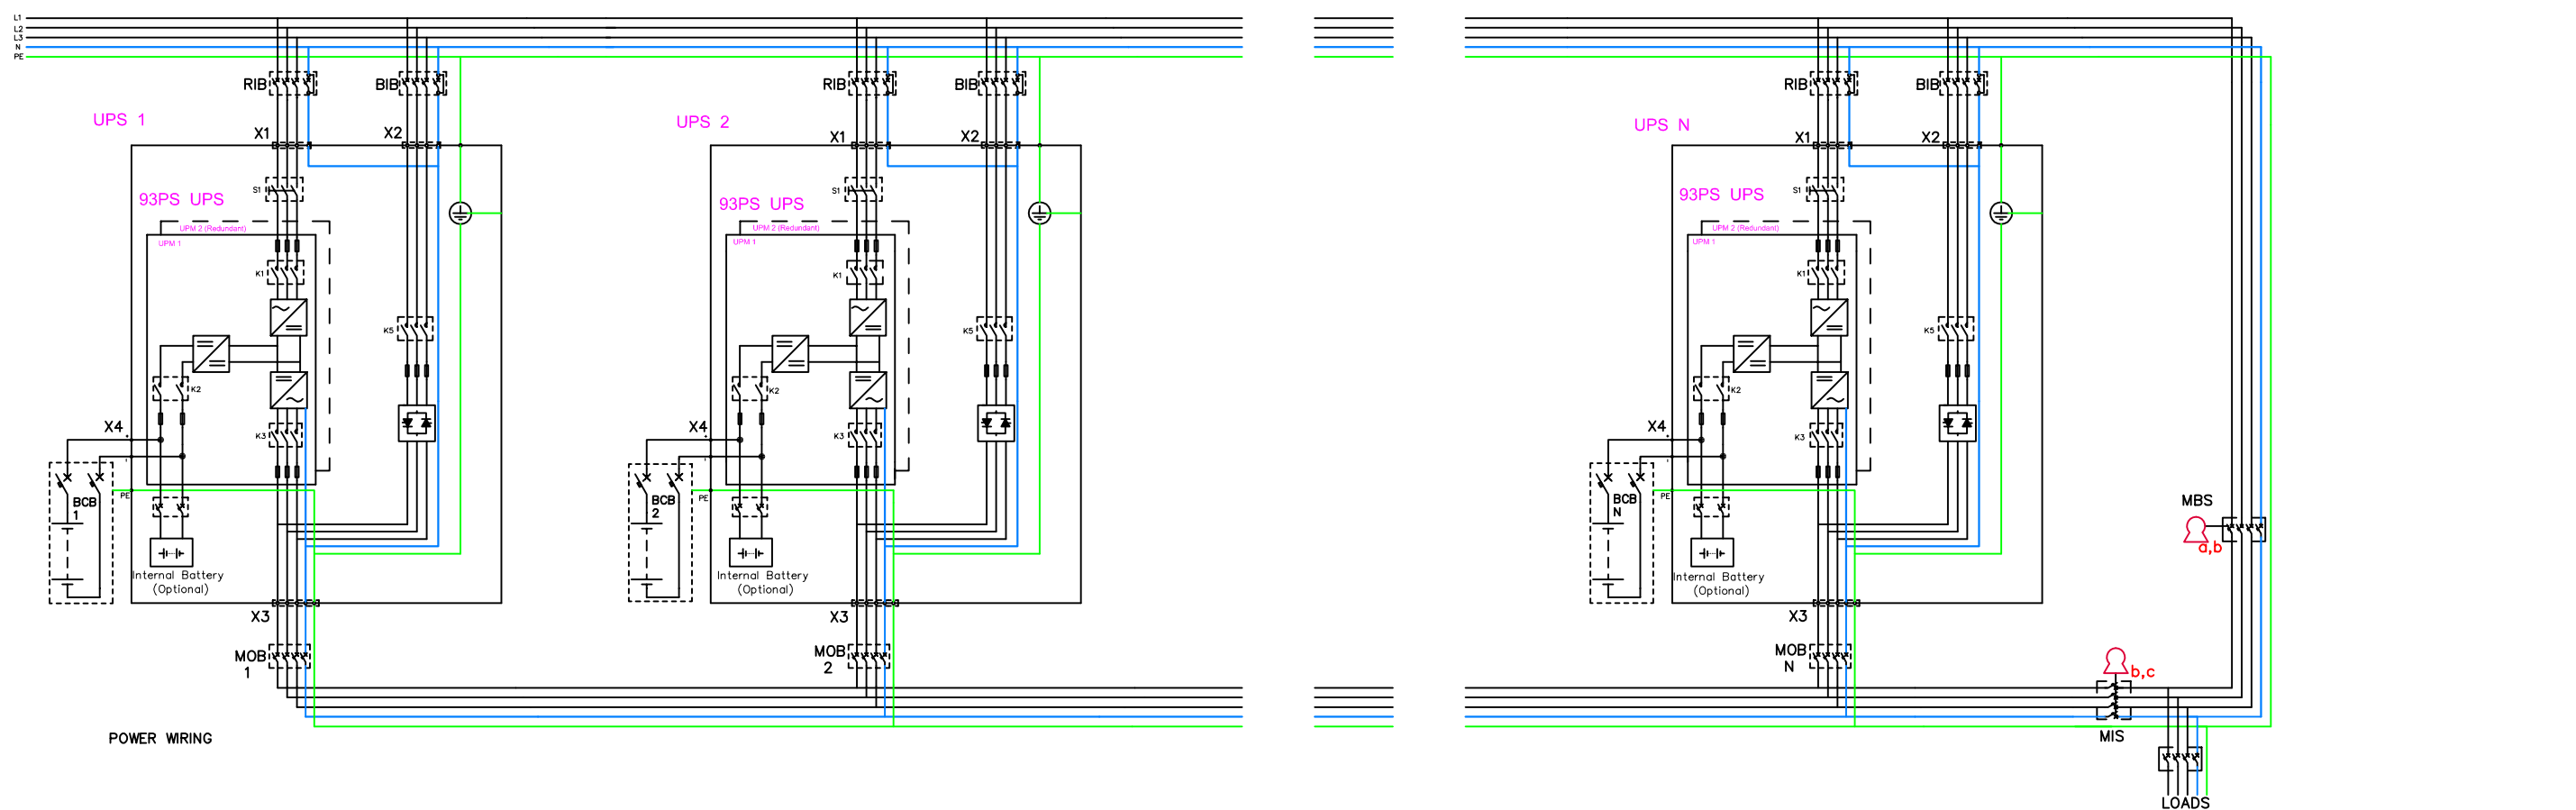 L1
L2
L3
N
PE
RIB
BIB
RIB
BIB
RIB
BIB
UPS 1
UPS 2
UPS N
X1
X2
X1
X2
X1
X2
93PS UPS
S1
93PS UPS
S1
93PS UPS
S1
UPM 2 (Redundant)
UPM 1
UPM 2 (Redundant)
UPM 1
UPM 2 (Redundant)
UPM 1
K1
K1
K1
K5
K5
K5
K2
K2
K2
X4
K3
X4
K3
X4
K3
PE
BCB
1
PE
BCB
2
PE
BCB
N
MBS
a,b
Internal Battery
(Optional)
Internal Battery
(Optional)
Internal Battery
(Optional)
X3
X3
X3
MOB
1
MOB
2
MOB
N
b,c
MIS
POWER WIRING
LOADS